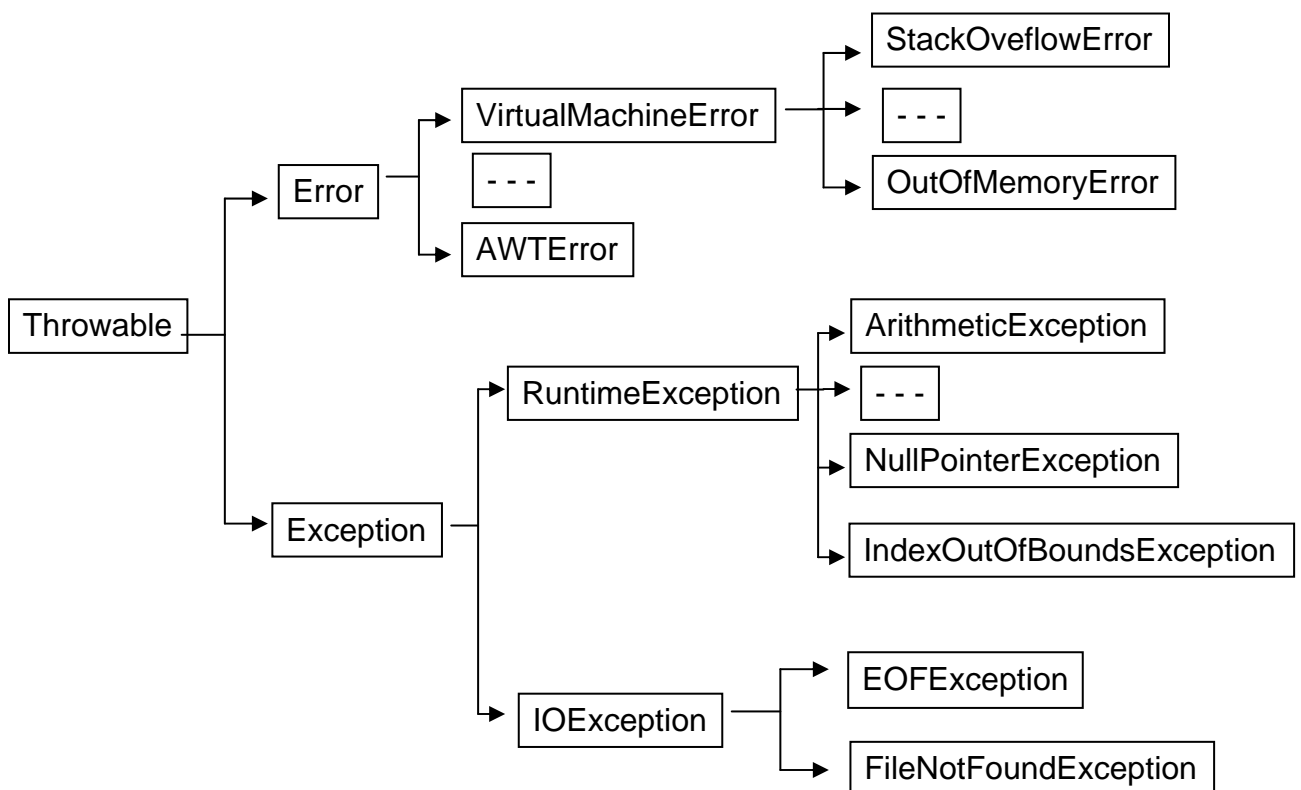 StackOveflowError
VirtualMachineError
- - -
Error
- - -
OutOfMemoryError
AWTError
Throwable
ArithmeticException
RuntimeException
- - -
NullPointerException
Exception
IndexOutOfBoundsException
EOFException
IOException
FileNotFoundException